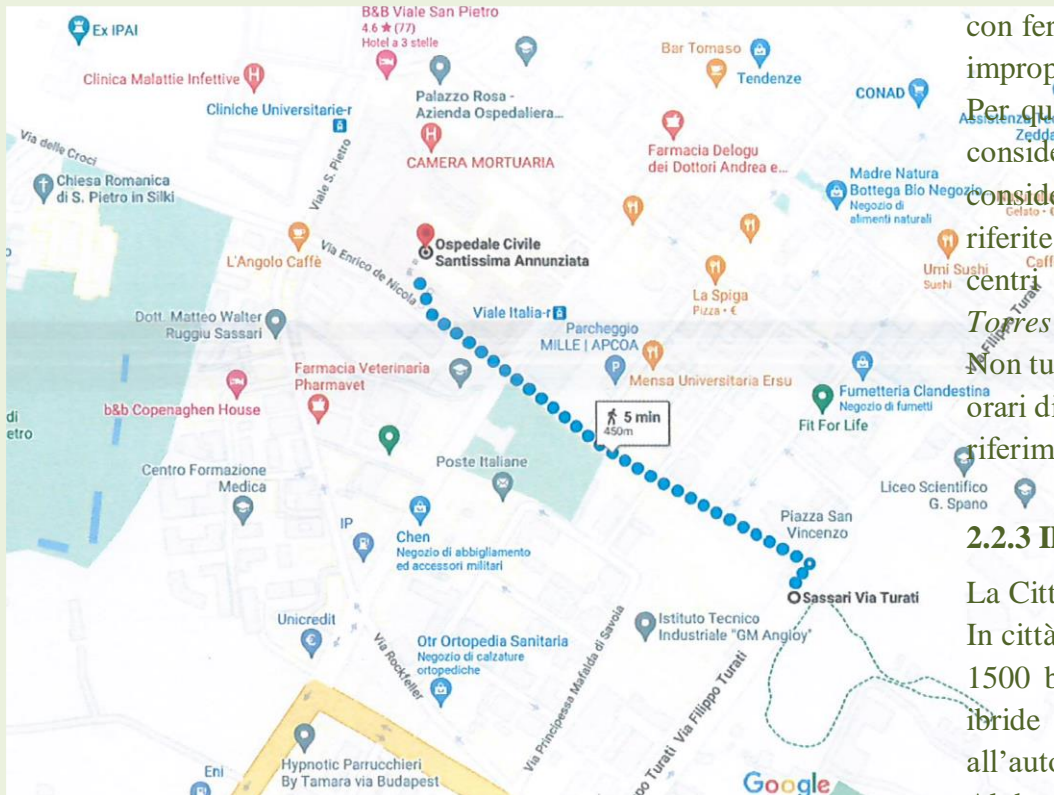 B&B Viale San Pietro
4.6 ★ (77)
Hotel a 3 stelle
Ex IPAI
Bar Tomaso
Tendenze
Clinica Malattie Infettive
Palazzo Rosa -
Azienda Ospedaliera...
CONAD
Cliniche Universitarie-r
CAMERA MORTUARIA
Farmacia Delogu
dei Dottori Andrea e...
Via delle Croci
Viale S. Pietro
Chiesa Romanica
di S. Pietro in Silki
Madre Natura
Bottega Bio Negozio
Negozio di
alimenti naturali
L'Angolo Caffè
Via Enrico de Nicola
Ospedale Civile
Santissima Annunziata
Umi Sushi
Sushi
La Spiga
Pizza • €
Dott. Matteo Walter
Ruggiu Sassari
Viale Italia-r
Parcheggio
MILLE | APCOA
Via Filippo Turati
Farmacia Veterinaria
Pharmavet
Mensa Universitaria Ersu
Fumetteria Clandestina
Negozio di fumetti
b&b Copenaghen House
5 min
450m
Fit For Life
di
etro
Centro Formazione
Medica
Poste Italiane
Liceo Scientifico
G. Spano
IP
Chen
Negozio di abbigliamento
ed accessori militari
Piazza San
Vincenzo
Sassari Via Turati
Unicredit
Otr Ortopedia Sanitaria
Negozio di calzature
ortopediche
Istituto Tecnico
Industriale "GM Angioy"
Via Rockfeller
Via Principessa Mafalda di Savoia
Via Filippo Turati
Hypnotic Parrucchieri
By Tamara via Budapest
Eni
Google
con fer
improp
Per qu
conside
conside
riferite
centri
Torres
Non tu
orari di
riferim
2.2.3 Il
La Citt
In città
1500 b
ibride
all'auto